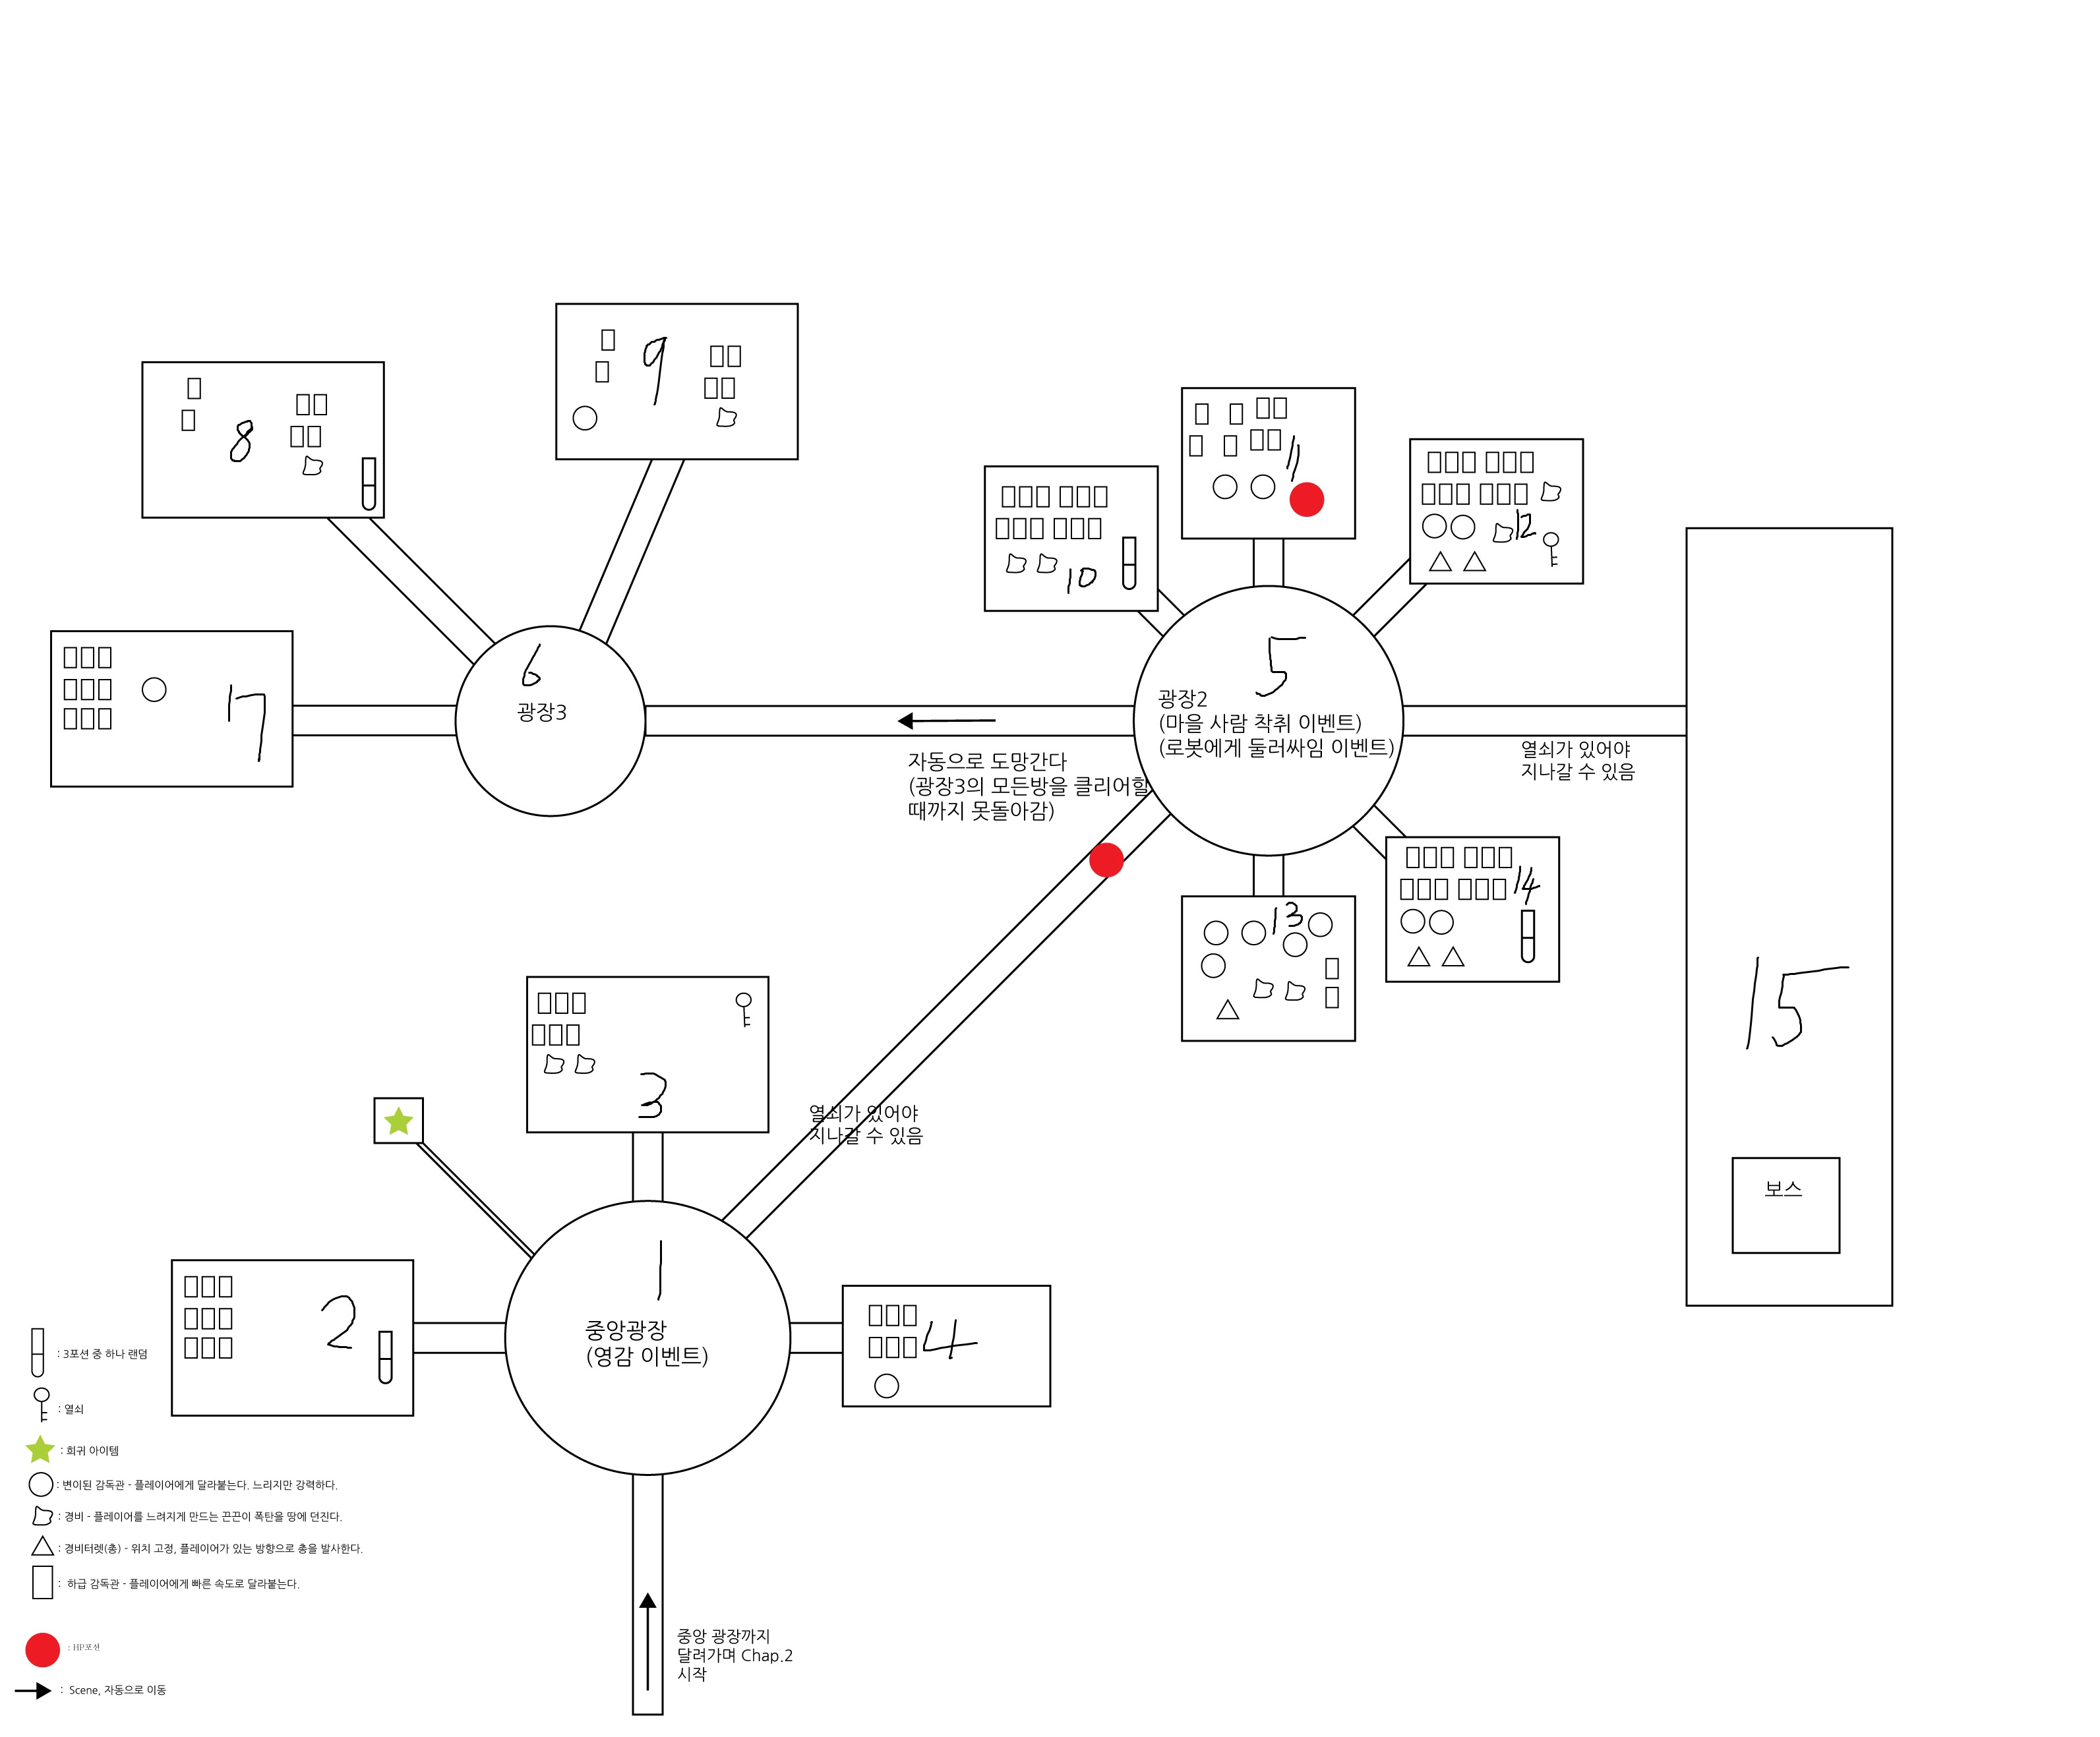 9
8
11
12
10
6
광장3
7
5
광장2
(마을 사람 착취 이벤트)
(로봇에게 둘러싸임 이벤트)
열쇠가 있어야
지나갈 수 있음
자동으로 도망간다
(광장3의 모든방을 클리어할
때까지 못돌아감)
14
13
15
3
열쇠가 있어야
지나갈 수 있음
보스
1
중앙광장
(영감 이벤트)
2
4
: 3포션 중 하나 랜덤
: 열쇠
: 희귀 아이템
: 변이된 감독관 - 플레이어에게 달라붙는다. 느리지만 강력하다.
: 경비 - 플레이어를 느려지게 만드는 끈끈이 폭탄을 땅에 던진다.
: 경비터렛(총) - 위치 고정, 플레이어가 있는 방향으로 총을 발사한다.
: 하급 감독관 - 플레이어에게 빠른 속도로 달라붙는다.
: HP포션
: Scene, 자동으로 이동
중앙 광장까지
달려가며 Chap.2
시작